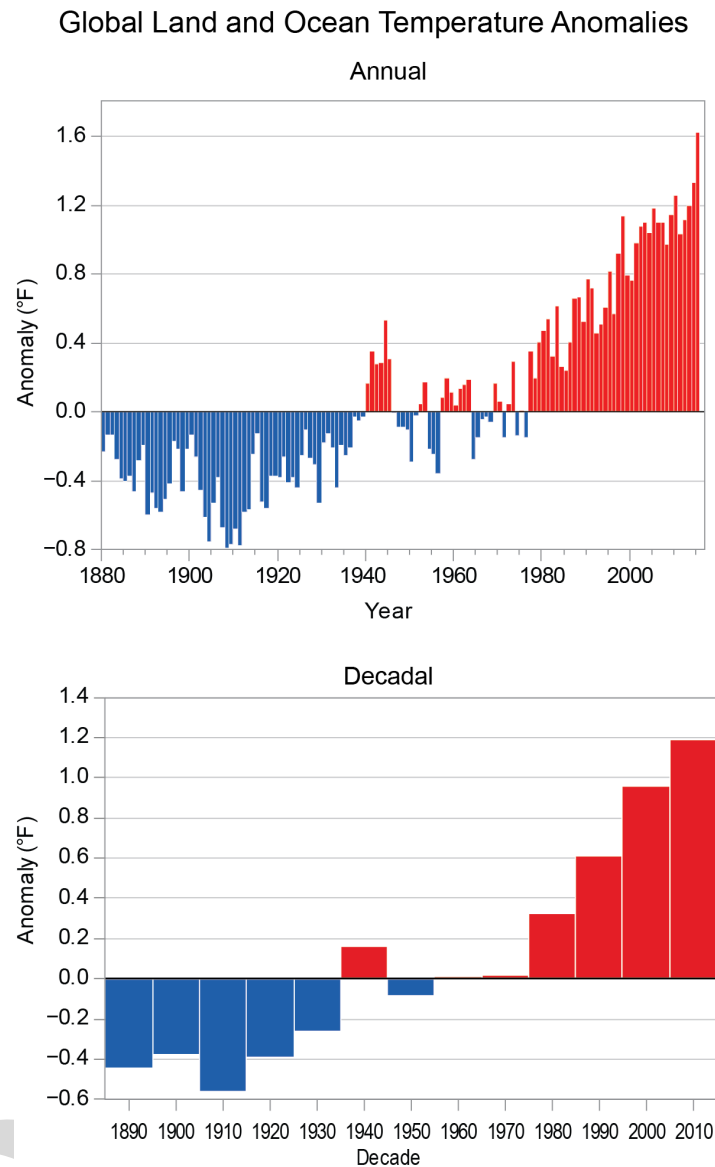 Global Land and Ocean Temperature Anomalies
Annual
1.6
1.2
0.8
0.4
0.0
−0.4
−0.8
Anomaly (°F)
1880 1900 1920 1940 1960 1980 2000
Year
Decadal
1.4
1.2
1.0
0.8
0.6
0.4
0.2
0.0
−0.2
−0.4
−0.6
Anomaly (°F)
1890 1900 1910 1920 1930 1940 1950 1960 1970 1980 1990 2000 2010
Decade